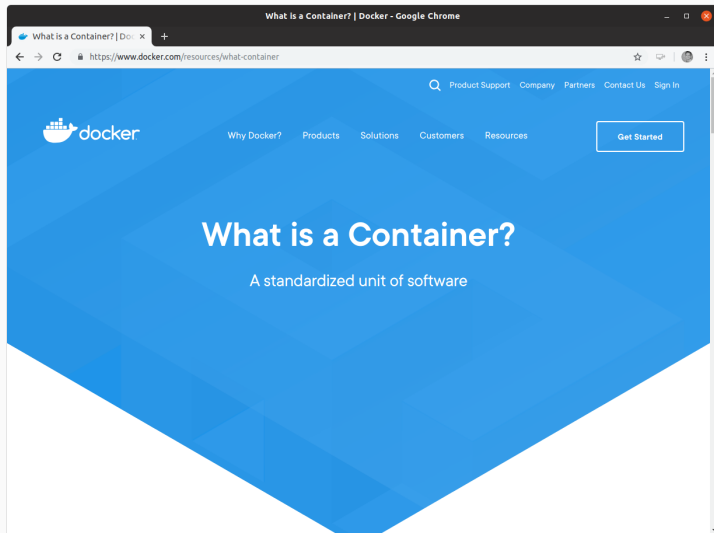 What is a Container? | Docker - Google Chrome
What is a Container? | Doc
https://www.docker.com/resources/what-container
Product Support Company Partners Contact Us Sign In
docker
Why Docker? Products Solutions Customers Resources Get Started
What is a Container?
A standardized unit of software